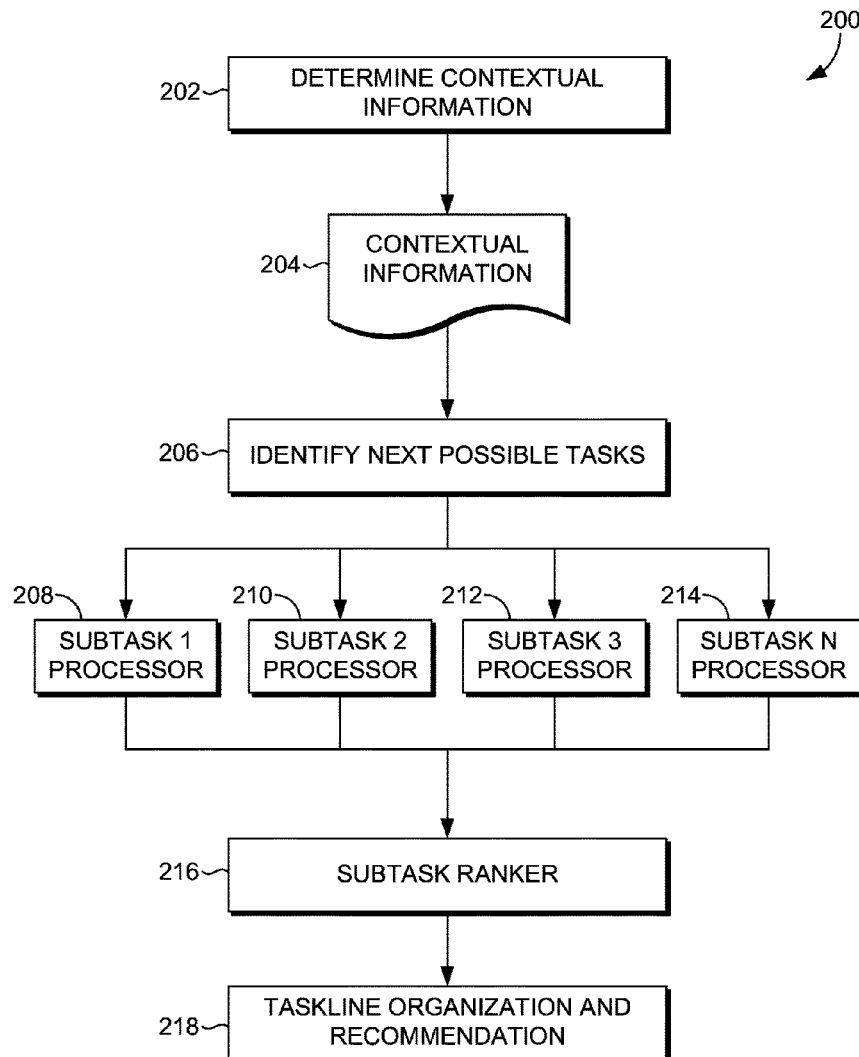 200
DETERMINE CONTEXTUAL
INFORMATION
202
CONTEXTUAL
INFORMATION
204
206
IDENTIFY NEXT POSSIBLE TASKS
208
210
212
214
SUBTASK 1
PROCESSOR
SUBTASK 2
PROCESSOR
SUBTASK 3
PROCESSOR
SUBTASK N
PROCESSOR
216
SUBTASK RANKER
218
TASKLINE ORGANIZATION AND
RECOMMENDATION